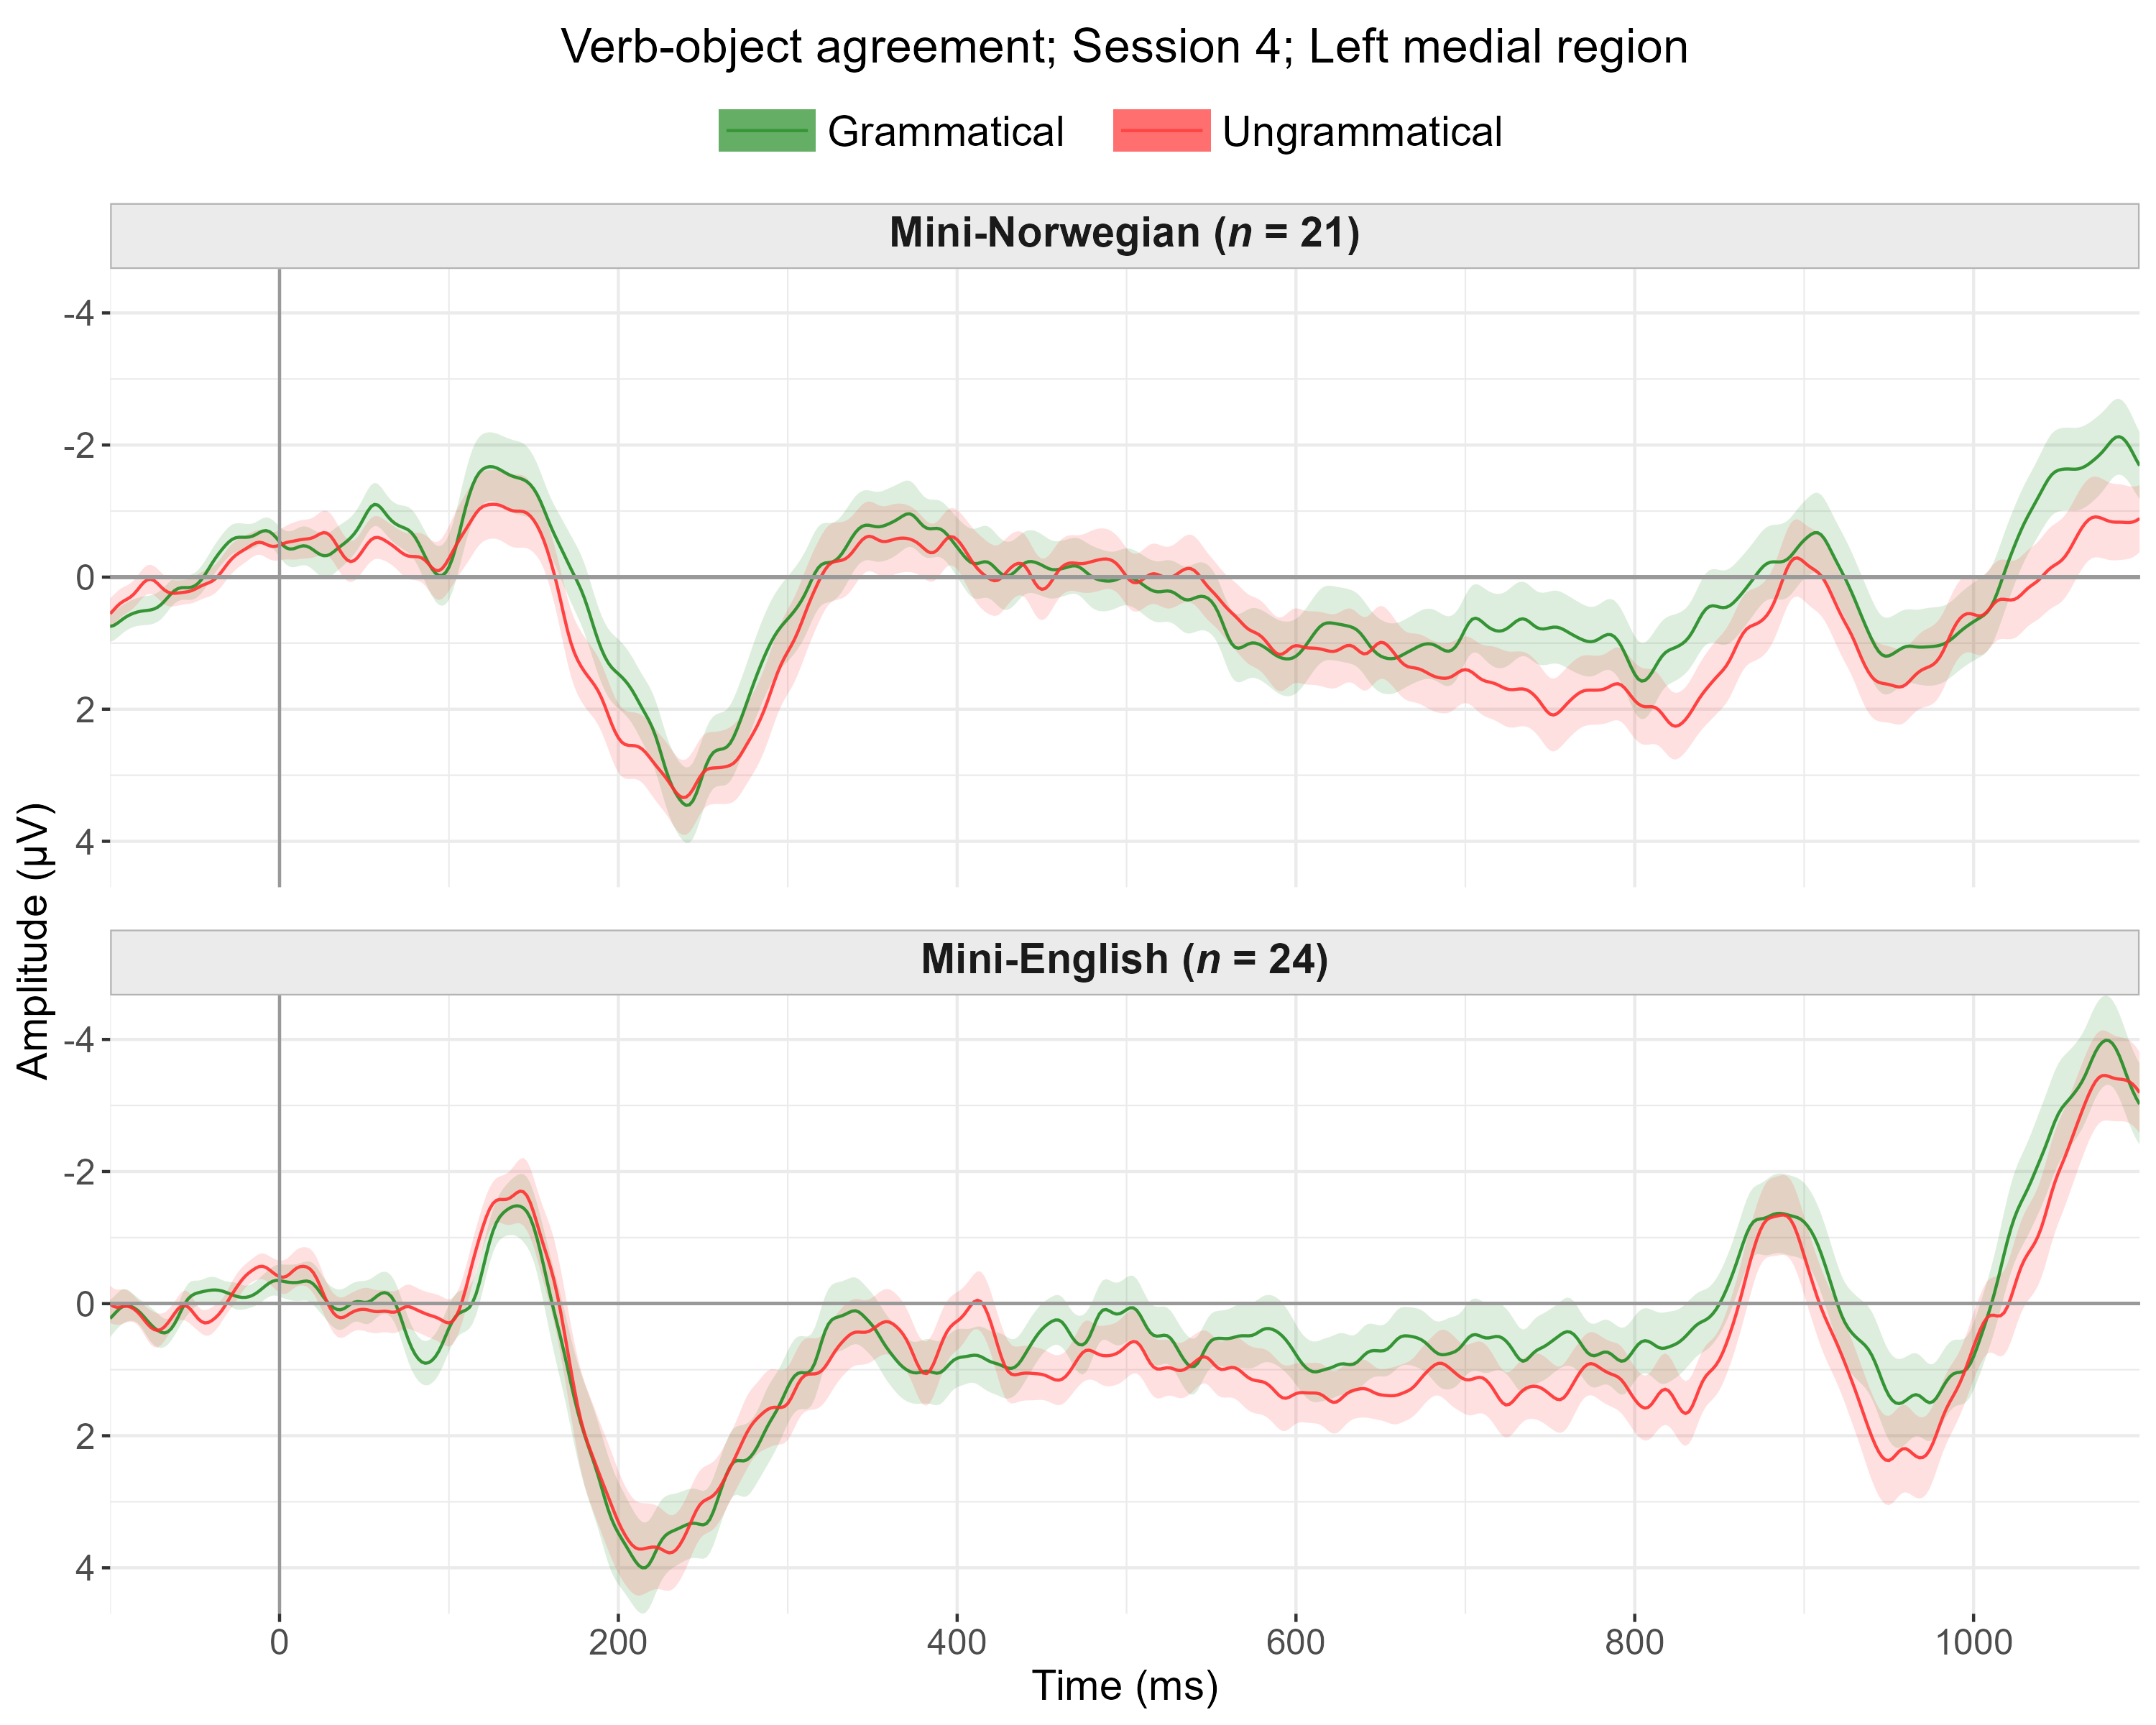 Verb-object agreement; Session 4; Left medial region
Grammatical
Ungrammatical
Mini-Norwegian (n = 21)
-4
-2
0
2
4
Mini-English (n = 24)
-4
-2
0
2
4
Amplitude (µV)
0
200
400
600
800
1000
Time (ms)